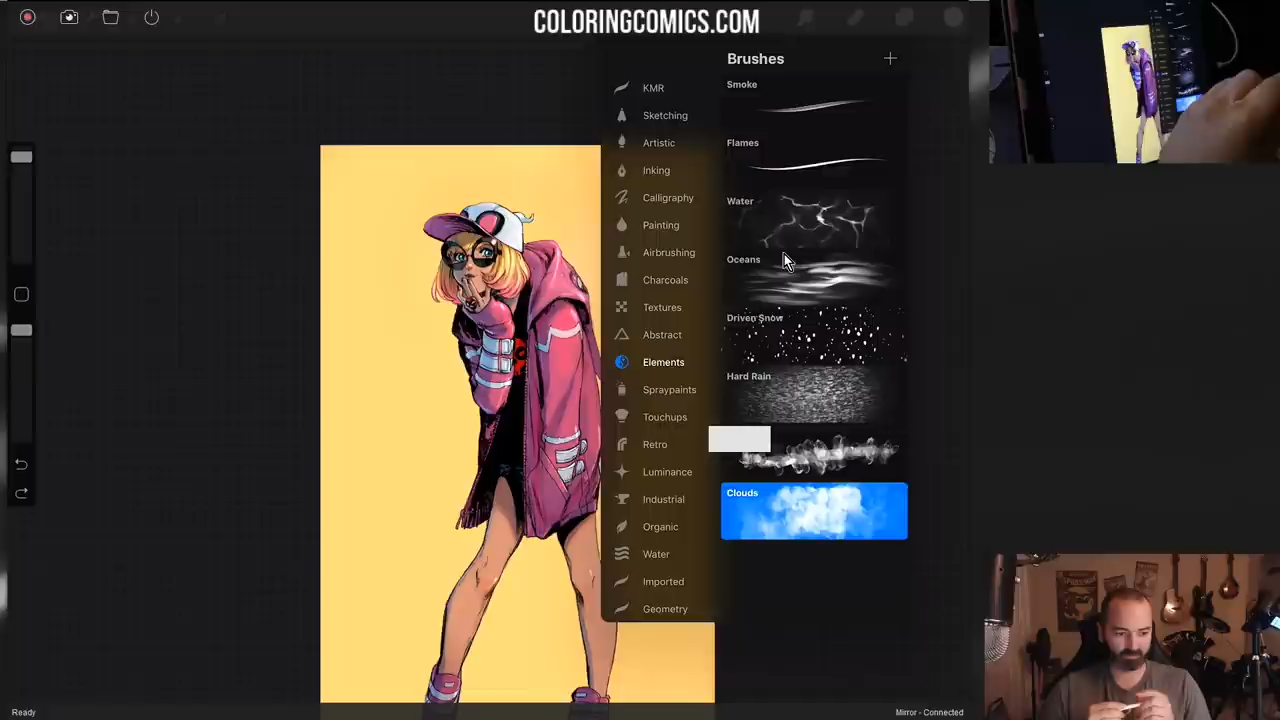 COLORINGCOMICS.COM
Brushes
KMR
Sketching
Artistic
Inking
Calligraphy
Painting
Airbrushing
Charcoals
Textures
Abstract
Elements
Spraypaints
Touchups
Retro
Luminance
Industrial
Organic
Water
Imported
Geometry
Smoke
Flames
Water
Oceans
Driven Snow
Hard Rain
Clouds
Ready
Mirror - Connected